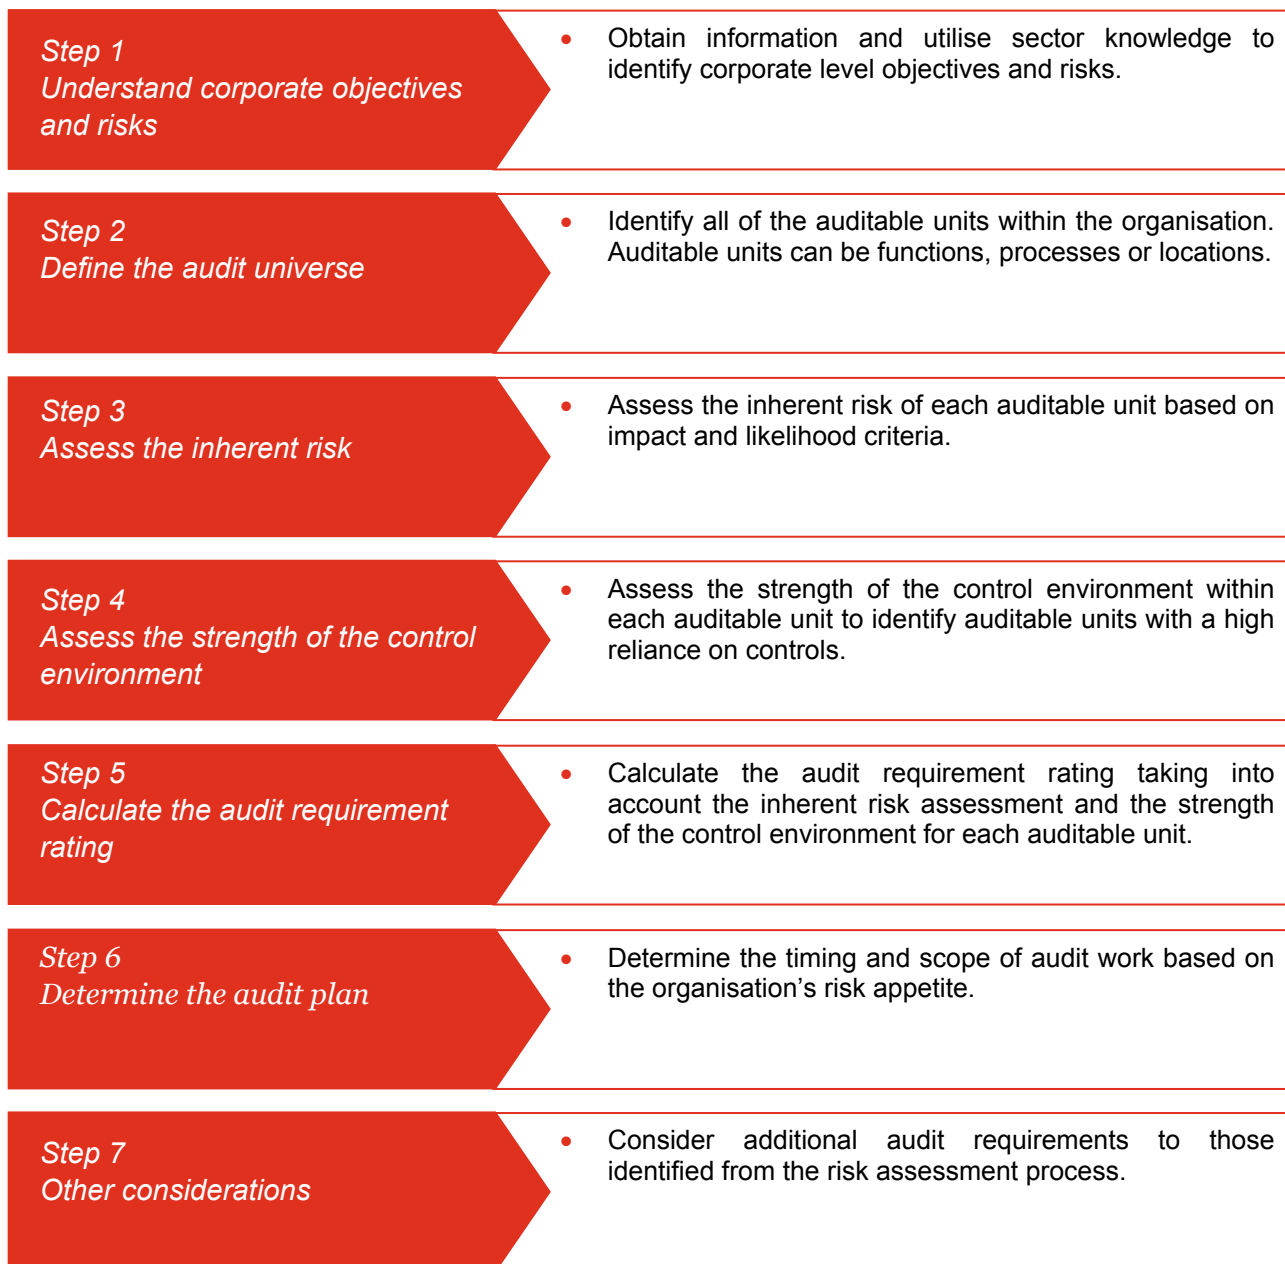 Step 1
Understand corporate objectives
and risks
• Obtain information and utilise sector knowledge to
identify corporate level objectives and risks.
Step 2
Define the audit universe
• Identify all of the auditable units within the organisation.
Auditable units can be functions, processes or locations.
Step 3
Assess the inherent risk
• Assess the inherent risk of each auditable unit based on
impact and likelihood criteria.
Step 4
Assess the strength of the control
environment
• Assess the strength of the control environment within
each auditable unit to identify auditable units with a high
reliance on controls.
Step 5
Calculate the audit requirement
rating
• Calculate the audit requirement rating taking into
account the inherent risk assessment and the strength
of the control environment for each auditable unit.
Step 6
Determine the audit plan
• Determine the timing and scope of audit work based on
the organisation’s risk appetite.
Step 7
Other considerations
• Consider additional audit requirements to those
identified from the risk assessment process.